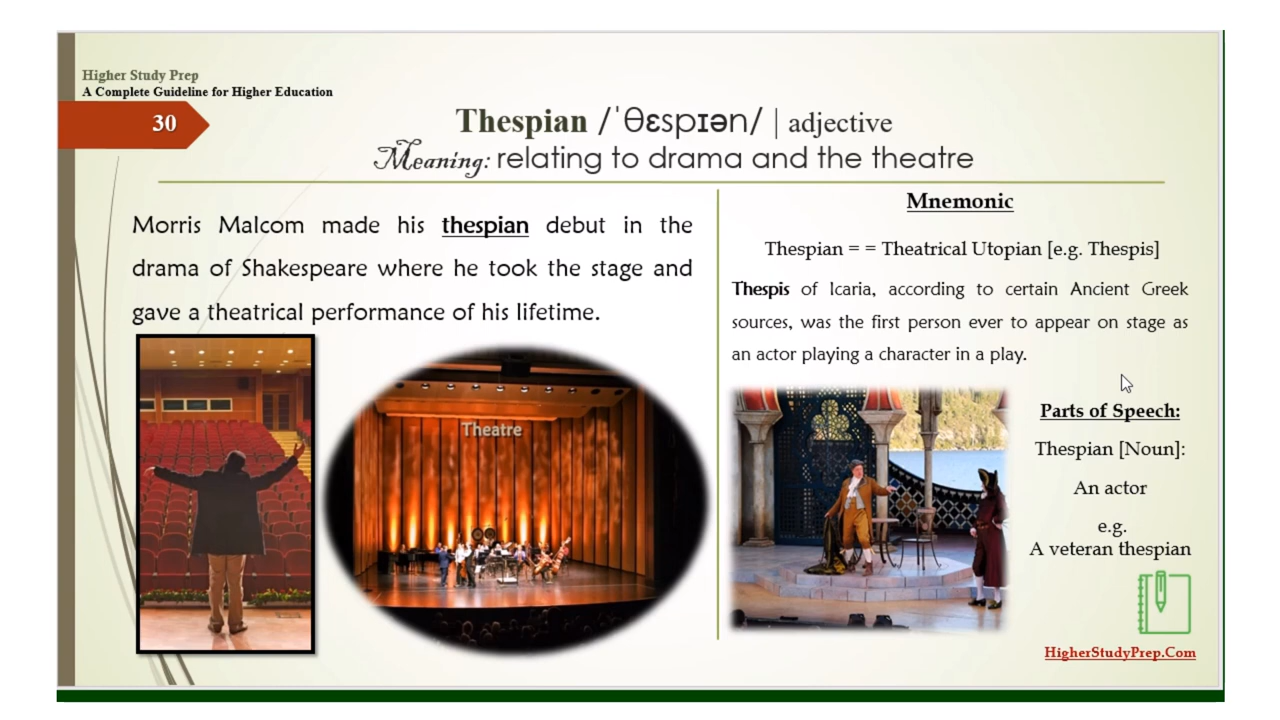 Higher Study Prep
A Complete Guideline for Higher Education
30
Thespian /ˈθɛspɪən/ | adjective
Meaning: relating to drama and the theatre
Morris Malcom made his thespian debut in the
drama of Shakespeare where he took the stage and
gave a theatrical performance of his lifetime.
Theatre
Mnemonic
Thespian = = Theatrical Utopian [e.g. Thespis]
Thespis of Icaria, according to certain Ancient Greek
sources, was the first person ever to appear on stage as
an actor playing a character in a play.
Parts of Speech:
Thespian [Noun]:
An actor
e.g.
A veteran thespian
HigherStudyPrep.Com